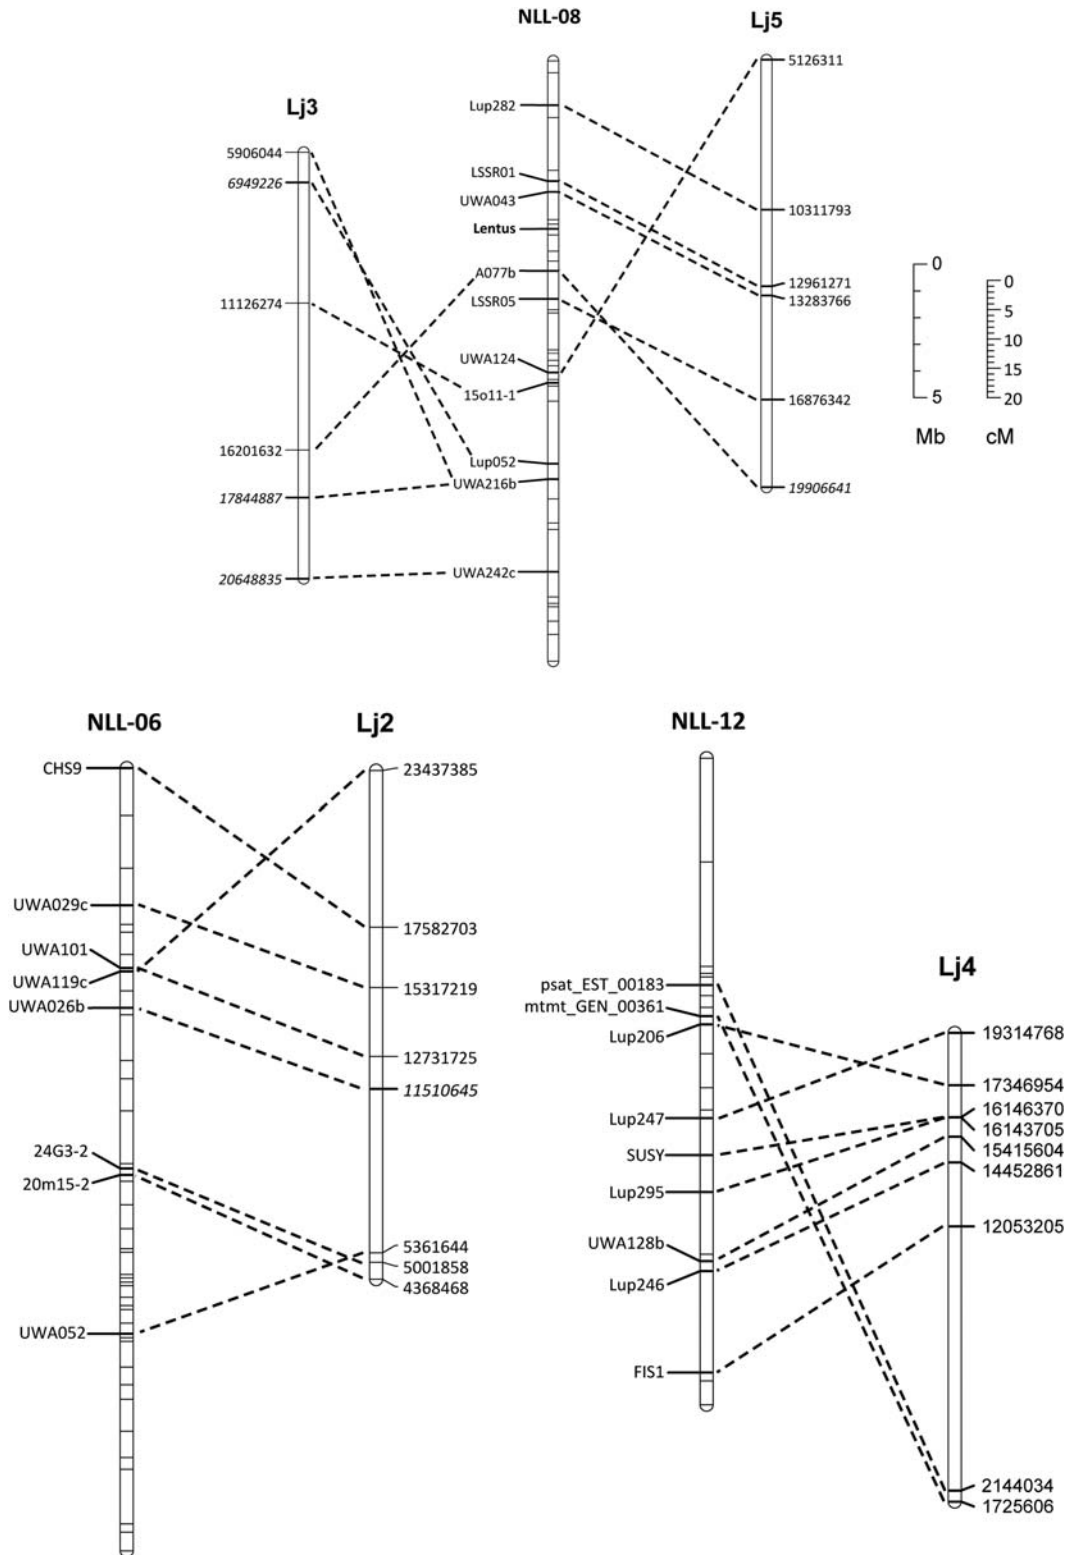 NLL-08
Lj5
Lj3
5906044
6949226
11126274
16201632
17844887
20648835
Lup282
LSSR01
UWA043
Lentus
A077b
LSSR05
UWA124
15o11-1
Lup052
UWA216b
UWA242c
5126311
10311793
12961271
13283766
16876342
19906641
0
5
Mb
0
5
10
15
20
cM
NLL-06
Lj2
CHS9
UWA029c
UWA101
UWA119c
UWA026b
24G3-2
20m15-2
UWA052
23437385
17582703
15317219
12731725
11510645
5361644
5001858
4368468
NLL-12
Lj4
psat_EST_00183
mtmt_GEN_00361
Lup206
Lup247
SUSY
Lup295
UWA128b
Lup246
FIS1
19314768
17346954
16146370
16143705
15415604
14452861
12053205
2144034
1725606